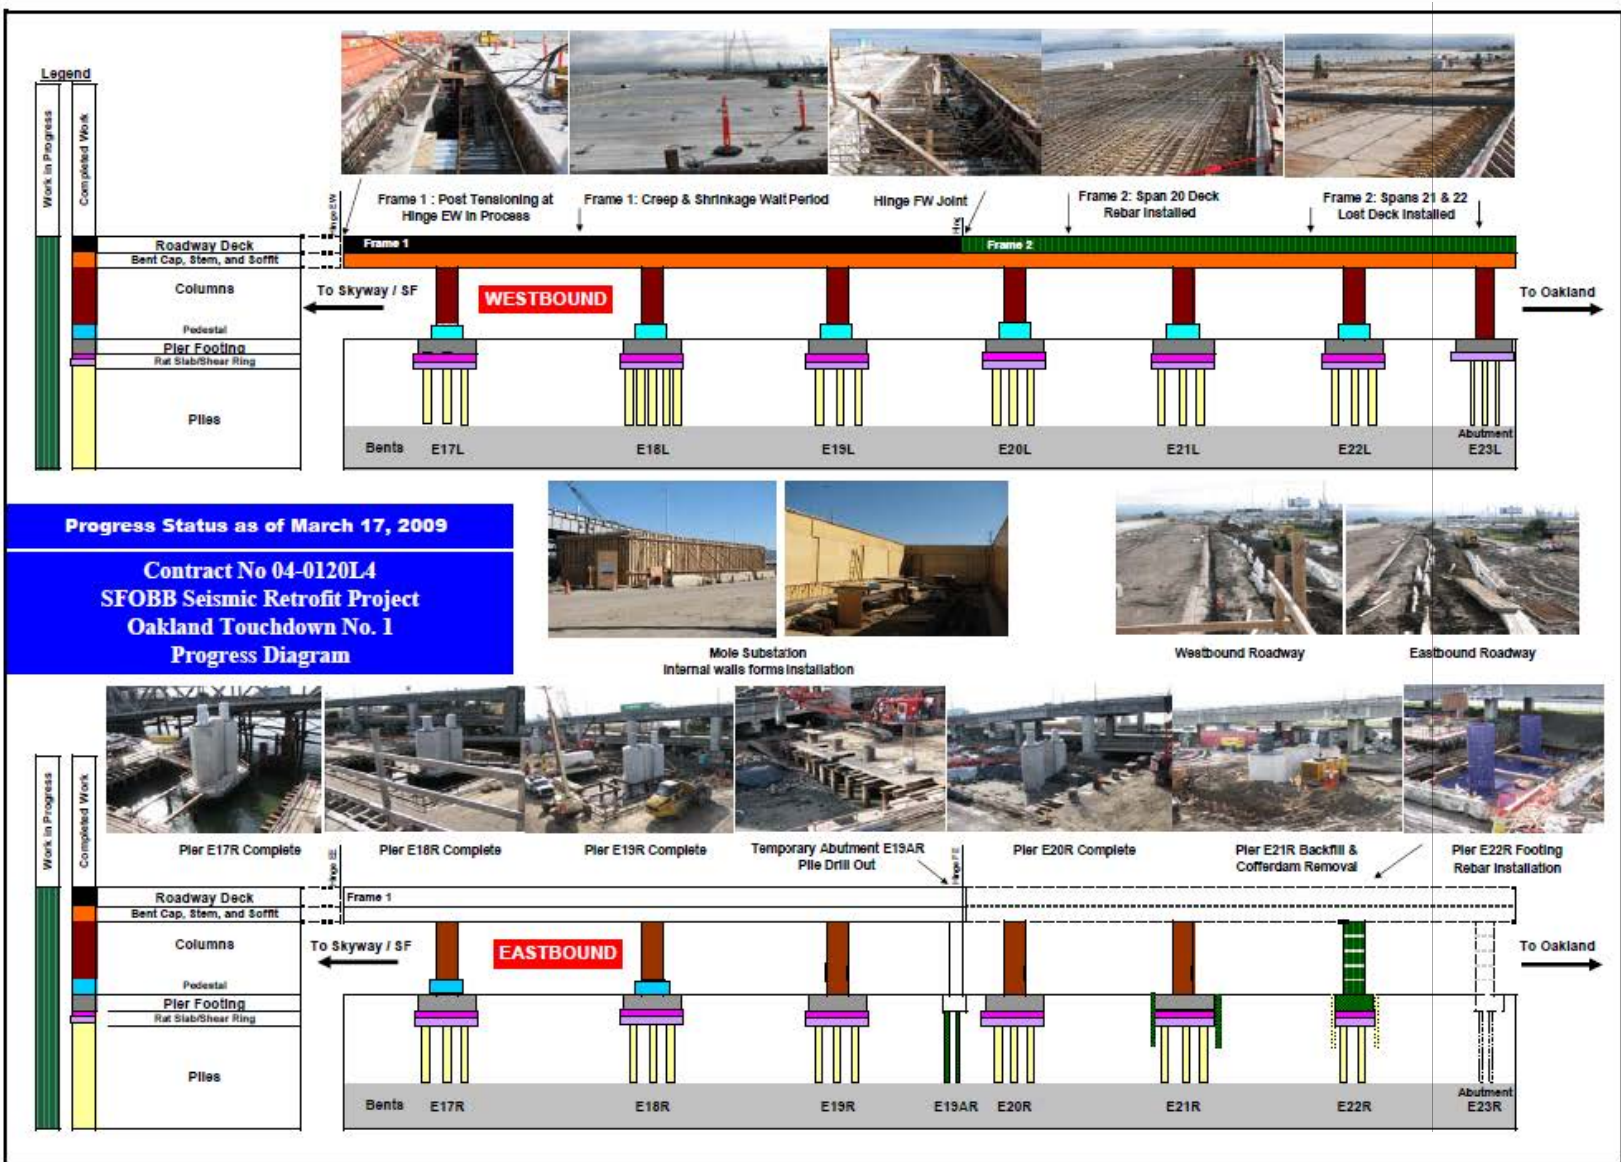 Legend
Work in Progress
Completed Work
Roadway Deck
Bent Cap, Stem, and Soffit
Columns
Pedestal
Pier Footing
Rat Slab/Shear Ring
Piles
Hinge EW
Frame 1 : Post Tensioning at
Hinge EW in Process
Frame 1: Creep & Shrinkage Wait Period
Hinge FW Joint
Frame 2: Span 20 Deck
Rebar Installed
Frame 2: Spans 21 & 22
Lost Deck Installed
Frame 1
Frame 2
To Skyway / SF
WESTBOUND
To Oakland
Bents
E17L
E18L
E19L
E20L
E21L
E22L
Abutment
E23L
Progress Status as of March 17, 2009
Contract No 04-0120L4
SFOBB Seismic Retrofit Project
Oakland Touchdown No. 1
Progress Diagram
Mole Substation
Internal walls forms installation
Westbound Roadway
Eastbound Roadway
Work in Progress
Completed Work
Pier E17R Complete
Hinge EE
Pier E18R Complete
Pier E19R Complete
Temporary Abutment E19AR
Pile Drill Out
Hinge FE
Pier E20R Complete
Pier E21R Backfill &
Cofferdam Removal
Pier E22R Footing
Rebar Installation
Roadway Deck
Bent Cap, Stem, and Soffit
Columns
Pedestal
Pier Footing
Rat Slab/Shear Ring
Piles
Frame 1
To Skyway / SF
EASTBOUND
To Oakland
Bents
E17R
E18R
E19R
E19AR
E20R
E21R
E22R
Abutment
E23R